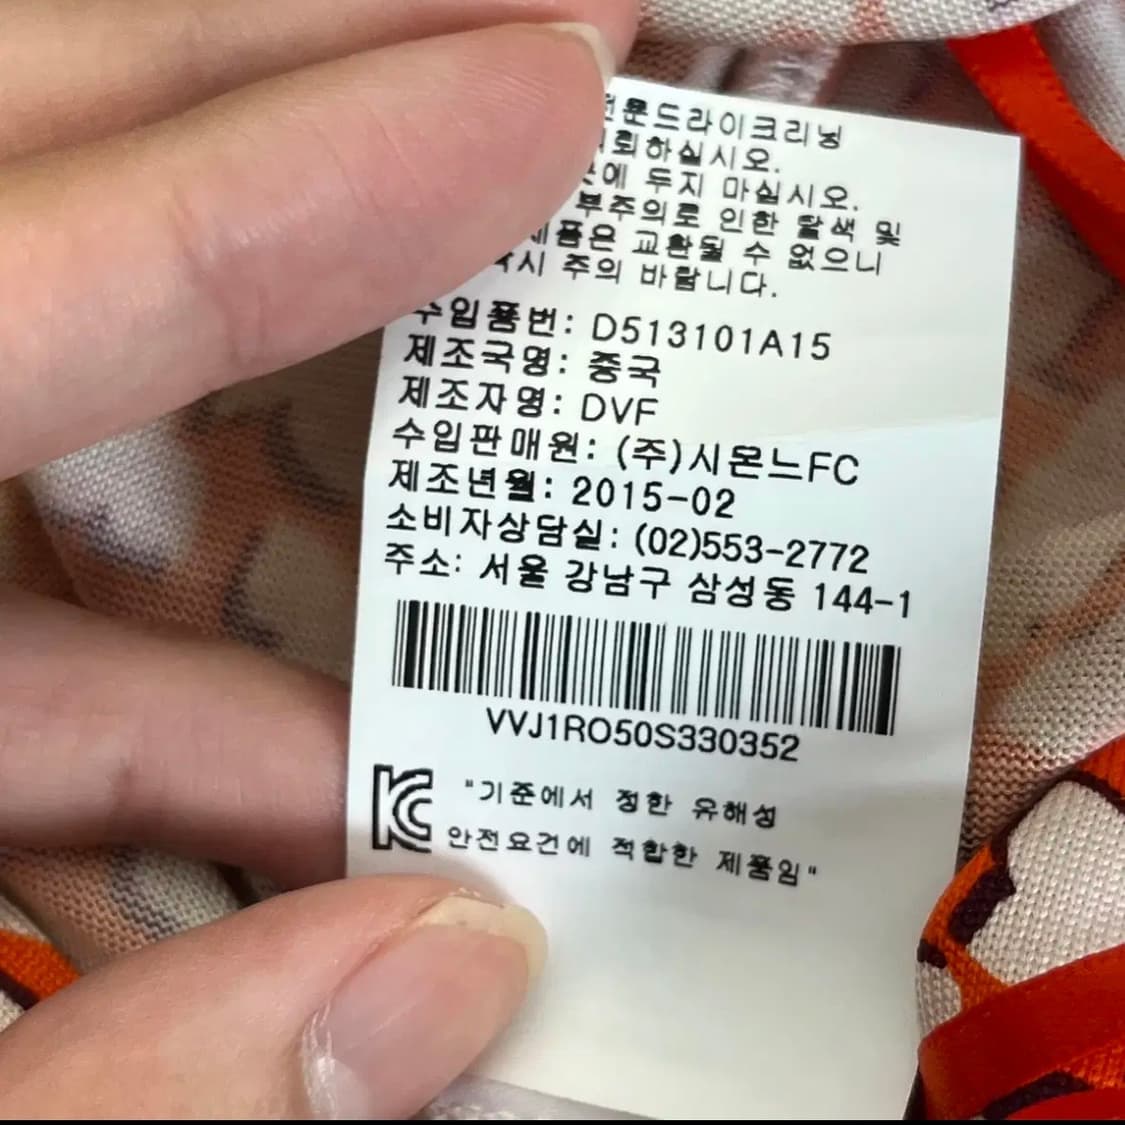 전문드라이크리닝
의뢰하십시오.
곳에 두지 마십시오.
부주의로 인한 탈색 및
제품은 교환될 수 없으니
주의 바랍니다.
수입품번: D513101A15
제조국명: 중국
제조자명: DVF
수입판매원: (주)시몬느FC
제조년월: 2015-02
소비자상담실: (02)553-2772
주소: 서울 강남구 삼성동 144-1
VVJ1RO50S330352
"기준에서 정한 유해성
안전요건에 적합한 제품임"